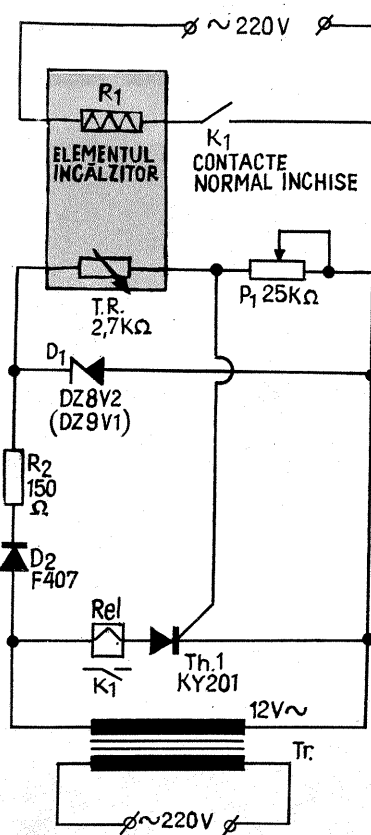 ~220V
R1
K1
ELEMENTUL
INCĂLZITOR
CONTACTE
NORMAL INCHISE
T.R.
2,7KΩ
P1 25KΩ
D1
DZ8V2
(DZ9V1)
R2
150
Ω
D2
F407
Rel
K1
Th.1
KY201
12V~
Tr.
~220V